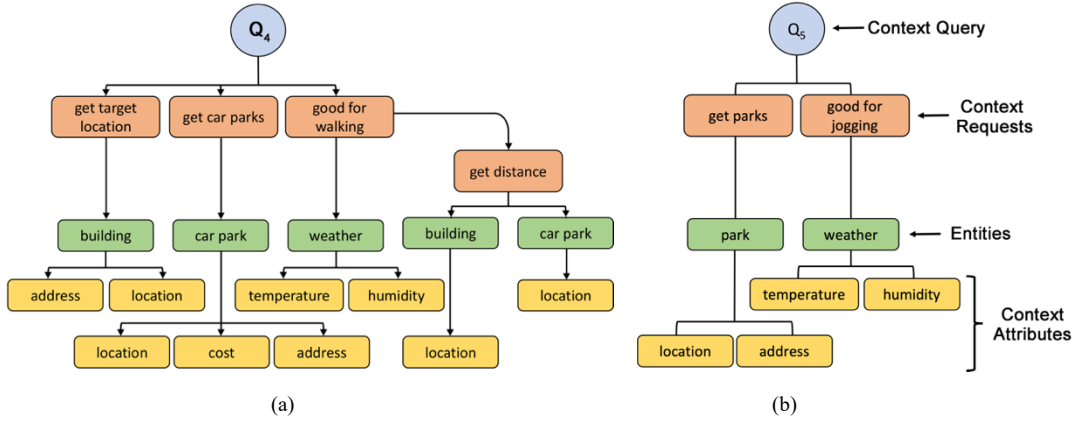 Q4
get target
location
get car parks
good for
walking
get distance
building
car park
weather
building
car park
address
location
temperature
humidity
location
location
cost
address
location
(a)
Q5
Context Query
get parks
good for
jogging
Context
Requests
park
weather
Entities
temperature
humidity
Context
Attributes
location
address
(b)